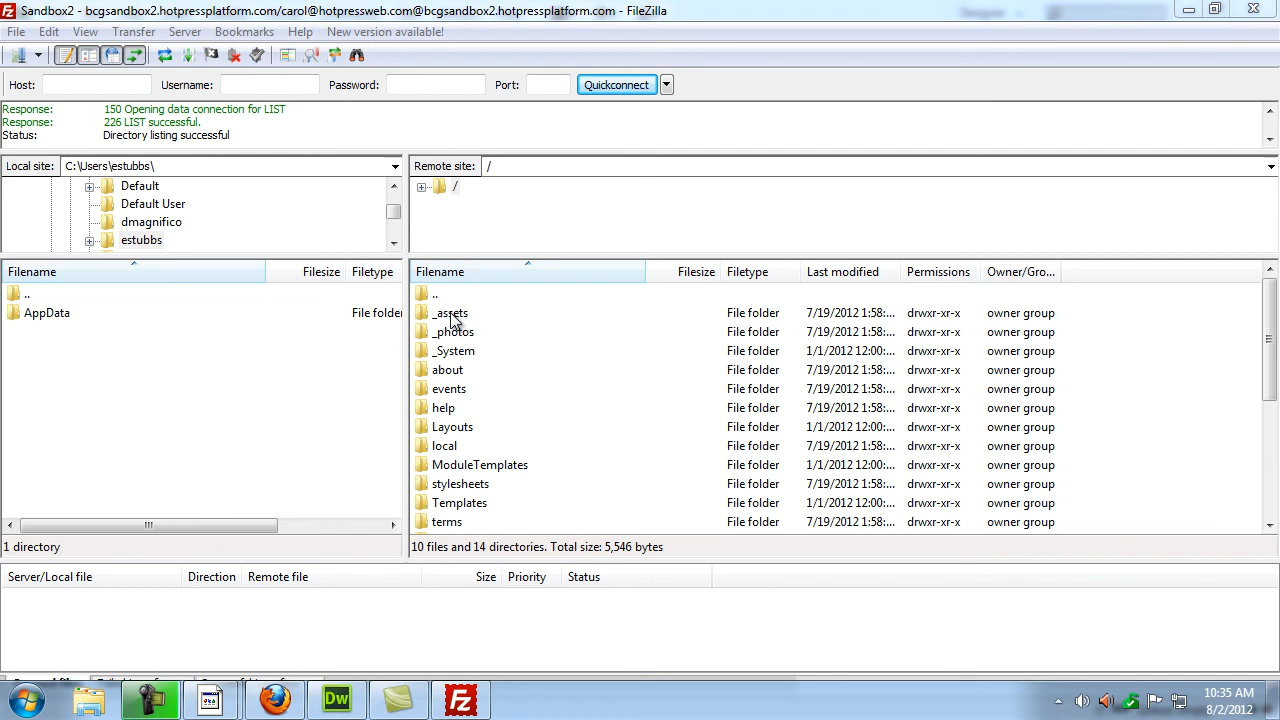 Sandbox2 - bcgsandbox2.hotpressplatform.com/carol@hotpressweb.com@bcgsandbox2.hotpressplatform.com - FileZilla
File Edit View Transfer Server Bookmarks Help New version available!
Host: Username: Password: Port: Quickconnect
Response: 150 Opening data connection for LIST
Response: 226 LIST successful.
Status: Directory listing successful
Local site: C:\Users\estubbs\ Remote site: /
Default /
Default User
dmagnifico
estubbs
Filename Filesize Filetype Filename Filesize Filetype Last modified Permissions Owner/Gro...
.. ..
AppData File folder _assets File folder 7/19/2012 1:58:... drwxr-xr-x owner group
_photos File folder 7/19/2012 1:58:... drwxr-xr-x owner group
_System File folder 1/1/2012 12:00:... drwxr-xr-x owner group
about File folder 7/19/2012 1:58:... drwxr-xr-x owner group
events File folder 7/19/2012 1:58:... drwxr-xr-x owner group
help File folder 7/19/2012 1:58:... drwxr-xr-x owner group
Layouts File folder 1/1/2012 12:00:... drwxr-xr-x owner group
local File folder 7/19/2012 1:58:... drwxr-xr-x owner group
ModuleTemplates File folder 1/1/2012 12:00:... drwxr-xr-x owner group
stylesheets File folder 7/19/2012 1:58:... drwxr-xr-x owner group
Templates File folder 1/1/2012 12:00:... drwxr-xr-x owner group
terms File folder 7/19/2012 1:58:... drwxr-xr-x owner group
1 directory 10 files and 14 directories. Total size: 5,546 bytes
Server/Local file Direction Remote file Size Priority Status
Dw Fz 10:35 AM
8/2/2012